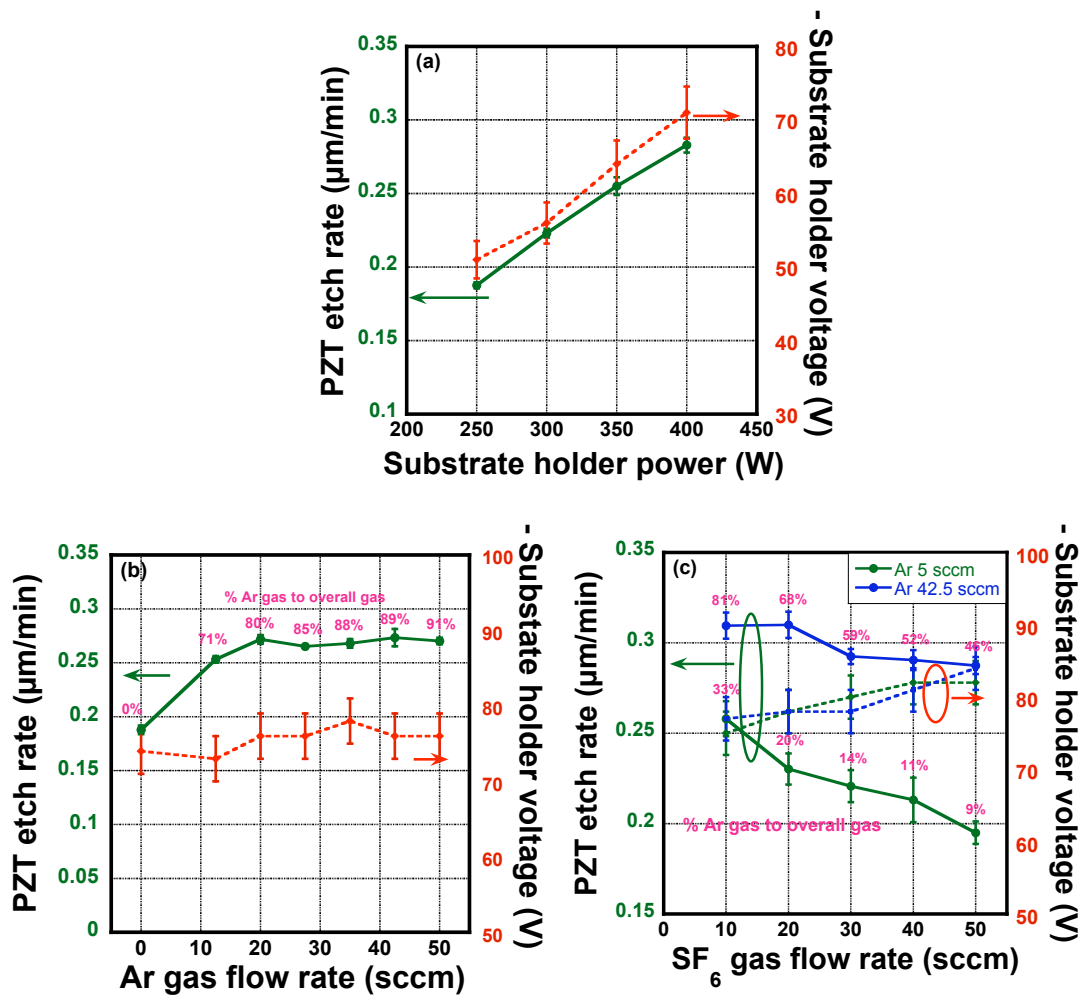 (a)
PZT etch rate (µm/min)
0.35
0.3
0.25
0.2
0.15
0.1
200 250 300 350 400 450
Substrate holder power (W)
80
70
60
50
40
30
- Substrate holder voltage (V)
(b)
PZT etch rate (µm/min)
0.35
0.3
0.25
0.2
0.15
0.1
0.05
0
% Ar gas to overall gas
0% 71% 80% 85% 88% 89% 91%
0 10 20 30 40 50
Ar gas flow rate (sccm)
100
90
80
70
60
50
- Substate holder voltage (V)
(c)
PZT etch rate (µm/min)
0.35
0.3
0.25
0.2
0.15
Ar 5 sccm
Ar 42.5 sccm
81% 68% 59% 52% 46%
33% 20% 14% 11% 9%
% Ar gas to overall gas
0 10 20 30 40 50 60
SF6 gas flow rate (sccm)
100
90
80
70
60
50
- Substate holder voltage (V)